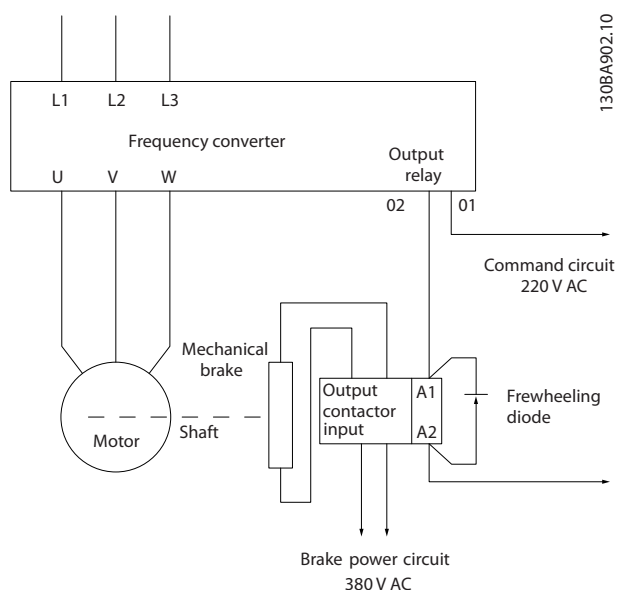 130BA902.10
L1 L2 L3
Frequency converter
Output
relay
U V W
02 01
Command circuit
220 V AC
Mechanical
brake
Output
contactor
input
A1
A2
Frewheeling
diode
Motor
Shaft
Brake power circuit
380 V AC